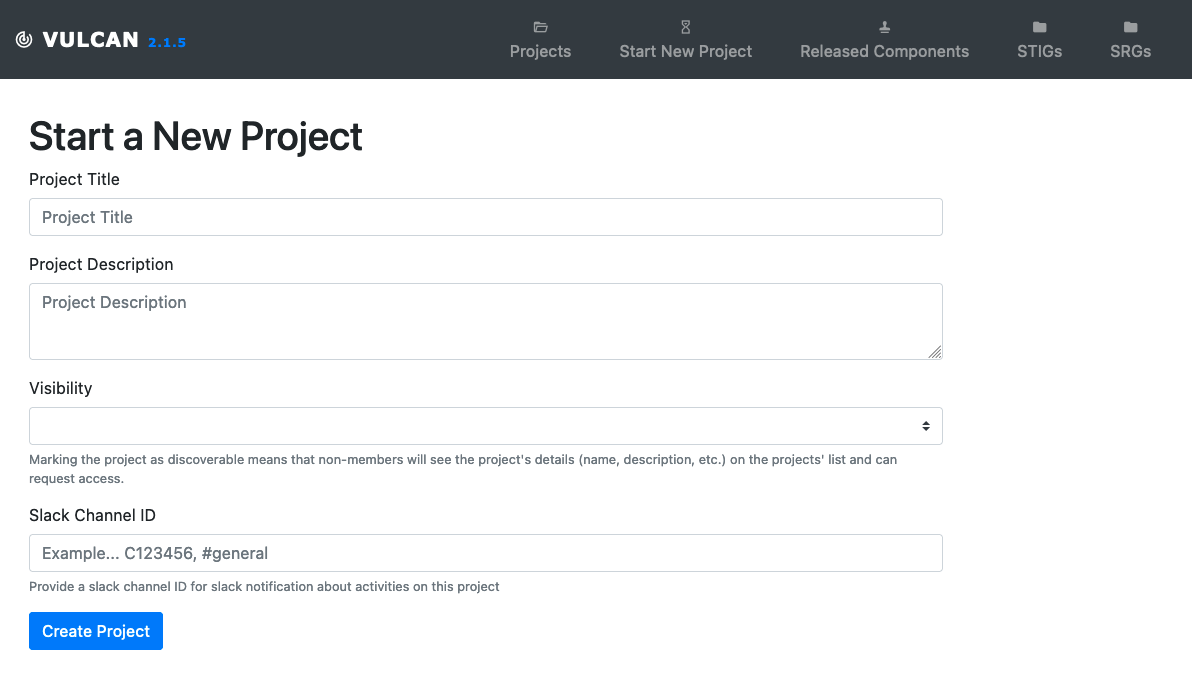 VULCAN 2.1.5
Projects
Start New Project
Released Components
STIGs
SRGs
Start a New Project
Project Title
Project Title
Project Description
Project Description
Visibility
Marking the project as discoverable means that non-members will see the project's details (name, description, etc.) on the projects' list and can
request access.
Slack Channel ID
Example... C123456, #general
Provide a slack channel ID for slack notification about activities on this project
Create Project